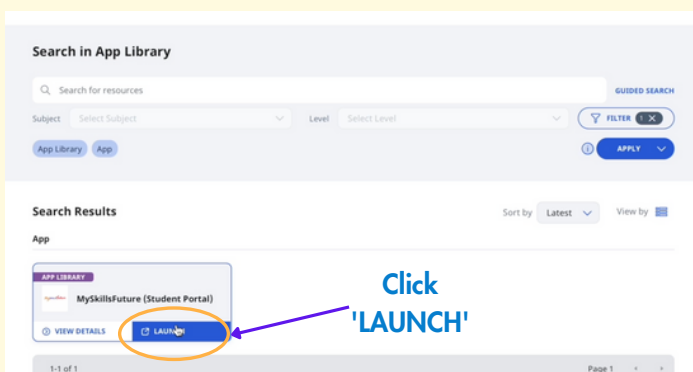 Search in App Library
Search for resources
GUIDED SEARCH
Subject Select Subject Level Select Level FILTER 1 X
App Library App i APPLY
Search Results Sort by Latest View by
App
APP LIBRARY
MySkillsFuture (Student Portal)
VIEW DETAILS LAUNCH
Click
'LAUNCH'
1-1 of 1 Page 1